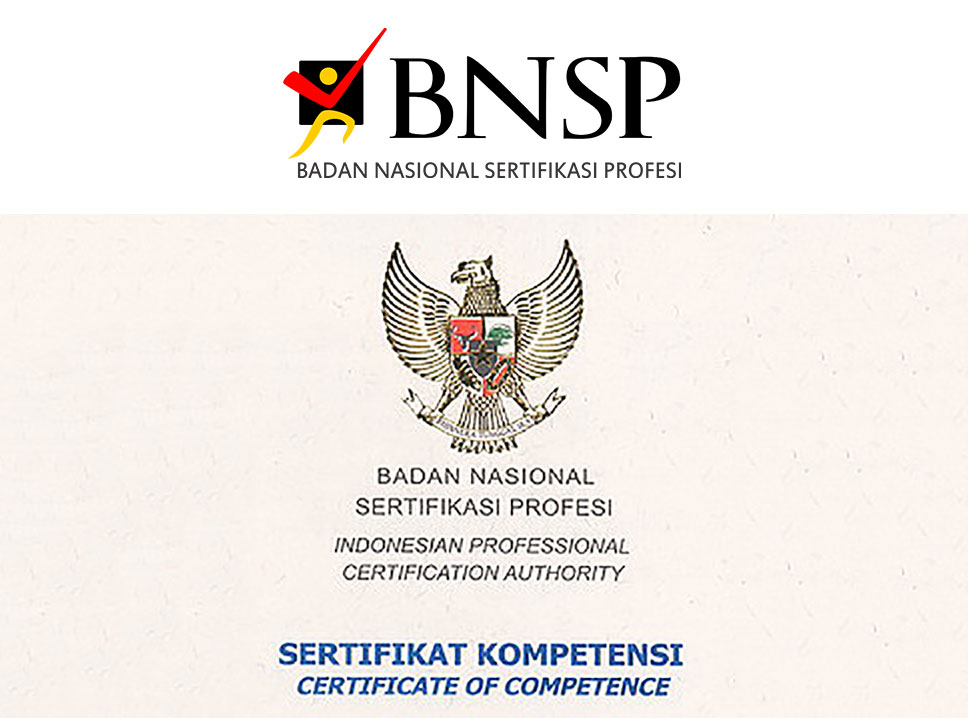 BNSP
BADAN NASIONAL SERTIFIKASI PROFESI
BADAN NASIONAL
SERTIFIKASI PROFESI
INDONESIAN PROFESSIONAL
CERTIFICATION AUTHORITY
SERTIFIKAT KOMPETENSI
CERTIFICATE OF COMPETENCE